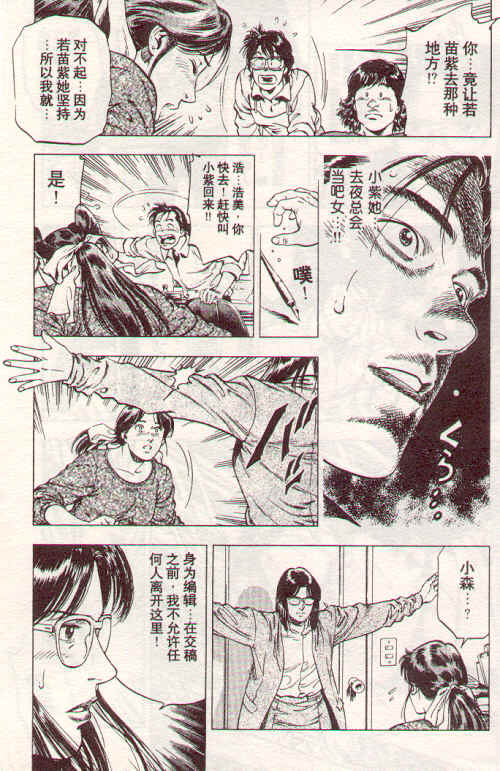 你…竟让若
苗紫去那种
地方!?
对不起…因为
若苗紫她坚持
…所以我就…
小紫她…
去夜总会
当吧女…!!
噗！
浩…浩美，你
快去！赶快叫
小紫回来!!
是！
くら…
小森…?
身为编辑…在交稿
之前，我不允许任
何人离开这里！